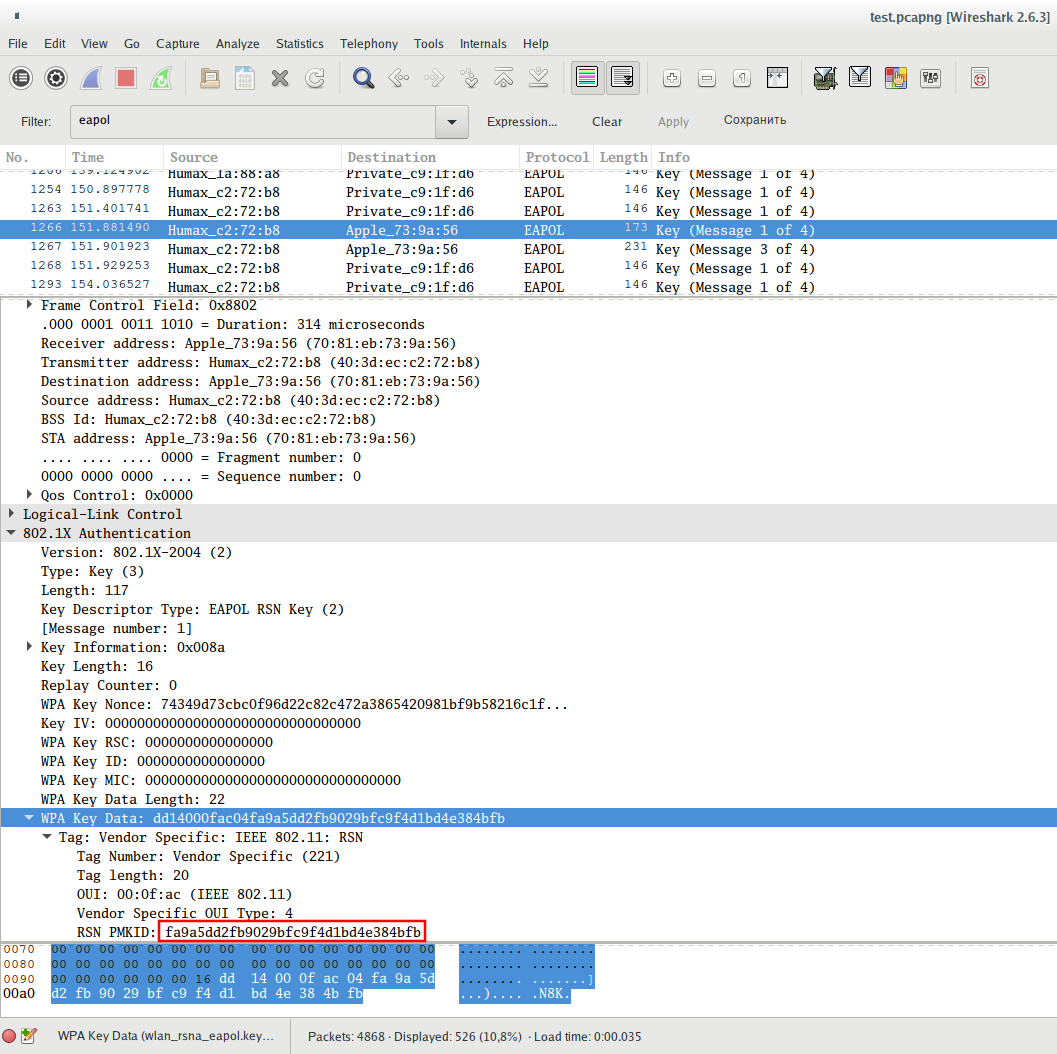 test.pcapng [Wireshark 2.6.3]
File Edit View Go Capture Analyze Statistics Telephony Tools Internals Help
Filter: eapol Expression... Clear Apply Сохранить
No. Time Source Destination Protocol Length Info
1206 139.124902 Humax_1a:88:a8 Private_c9:1f:d6 EAPOL 146 Key (Message 1 of 4)
1254 150.897778 Humax_c2:72:b8 Private_c9:1f:d6 EAPOL 146 Key (Message 1 of 4)
1263 151.401741 Humax_c2:72:b8 Private_c9:1f:d6 EAPOL 146 Key (Message 1 of 4)
1266 151.881490 Humax_c2:72:b8 Apple_73:9a:56 EAPOL 173 Key (Message 1 of 4)
1267 151.901923 Humax_c2:72:b8 Apple_73:9a:56 EAPOL 231 Key (Message 3 of 4)
1268 151.929253 Humax_c2:72:b8 Private_c9:1f:d6 EAPOL 146 Key (Message 1 of 4)
1293 154.036527 Humax_c2:72:b8 Private_c9:1f:d6 EAPOL 146 Key (Message 1 of 4)
Frame Control Field: 0x8802
.000 0001 0011 1010 = Duration: 314 microseconds
Receiver address: Apple_73:9a:56 (70:81:eb:73:9a:56)
Transmitter address: Humax_c2:72:b8 (40:3d:ec:c2:72:b8)
Destination address: Apple_73:9a:56 (70:81:eb:73:9a:56)
Source address: Humax_c2:72:b8 (40:3d:ec:c2:72:b8)
BSS Id: Humax_c2:72:b8 (40:3d:ec:c2:72:b8)
STA address: Apple_73:9a:56 (70:81:eb:73:9a:56)
.... .... .... 0000 = Fragment number: 0
0000 0000 0000 .... = Sequence number: 0
Qos Control: 0x0000
Logical-Link Control
802.1X Authentication
Version: 802.1X-2004 (2)
Type: Key (3)
Length: 117
Key Descriptor Type: EAPOL RSN Key (2)
[Message number: 1]
Key Information: 0x008a
Key Length: 16
Replay Counter: 0
WPA Key Nonce: 74349d73cbc0f96d22c82c472a3865420981bf9b58216c1f...
Key IV: 00000000000000000000000000000000
WPA Key RSC: 0000000000000000
WPA Key ID: 0000000000000000
WPA Key MIC: 00000000000000000000000000000000
WPA Key Data Length: 22
WPA Key Data: dd14000fac04fa9a5dd2fb9029bfc9f4d1bd4e384bfb
Tag: Vendor Specific: IEEE 802.11: RSN
Tag Number: Vendor Specific (221)
Tag length: 20
OUI: 00:0f:ac (IEEE 802.11)
Vendor Specific OUI Type: 4
RSN PMKID: fa9a5dd2fb9029bfc9f4d1bd4e384bfb
0070 00 00 00 00 00 00 00 00 00 00 00 00 00 00 00 00 ........ ........
0080 00 00 00 00 00 00 00 00 00 00 00 00 00 00 00 00 ........ ........
0090 00 00 00 00 00 00 16 dd 14 00 0f ac 04 fa 9a 5d ........ .......]
00a0 d2 fb 90 29 bf c9 f4 d1 bd 4e 38 4b fb ...).... .N8K.
WPA Key Data (wlan_rsna_eapol.key... Packets: 4868 · Displayed: 526 (10,8%) · Load time: 0:00.035